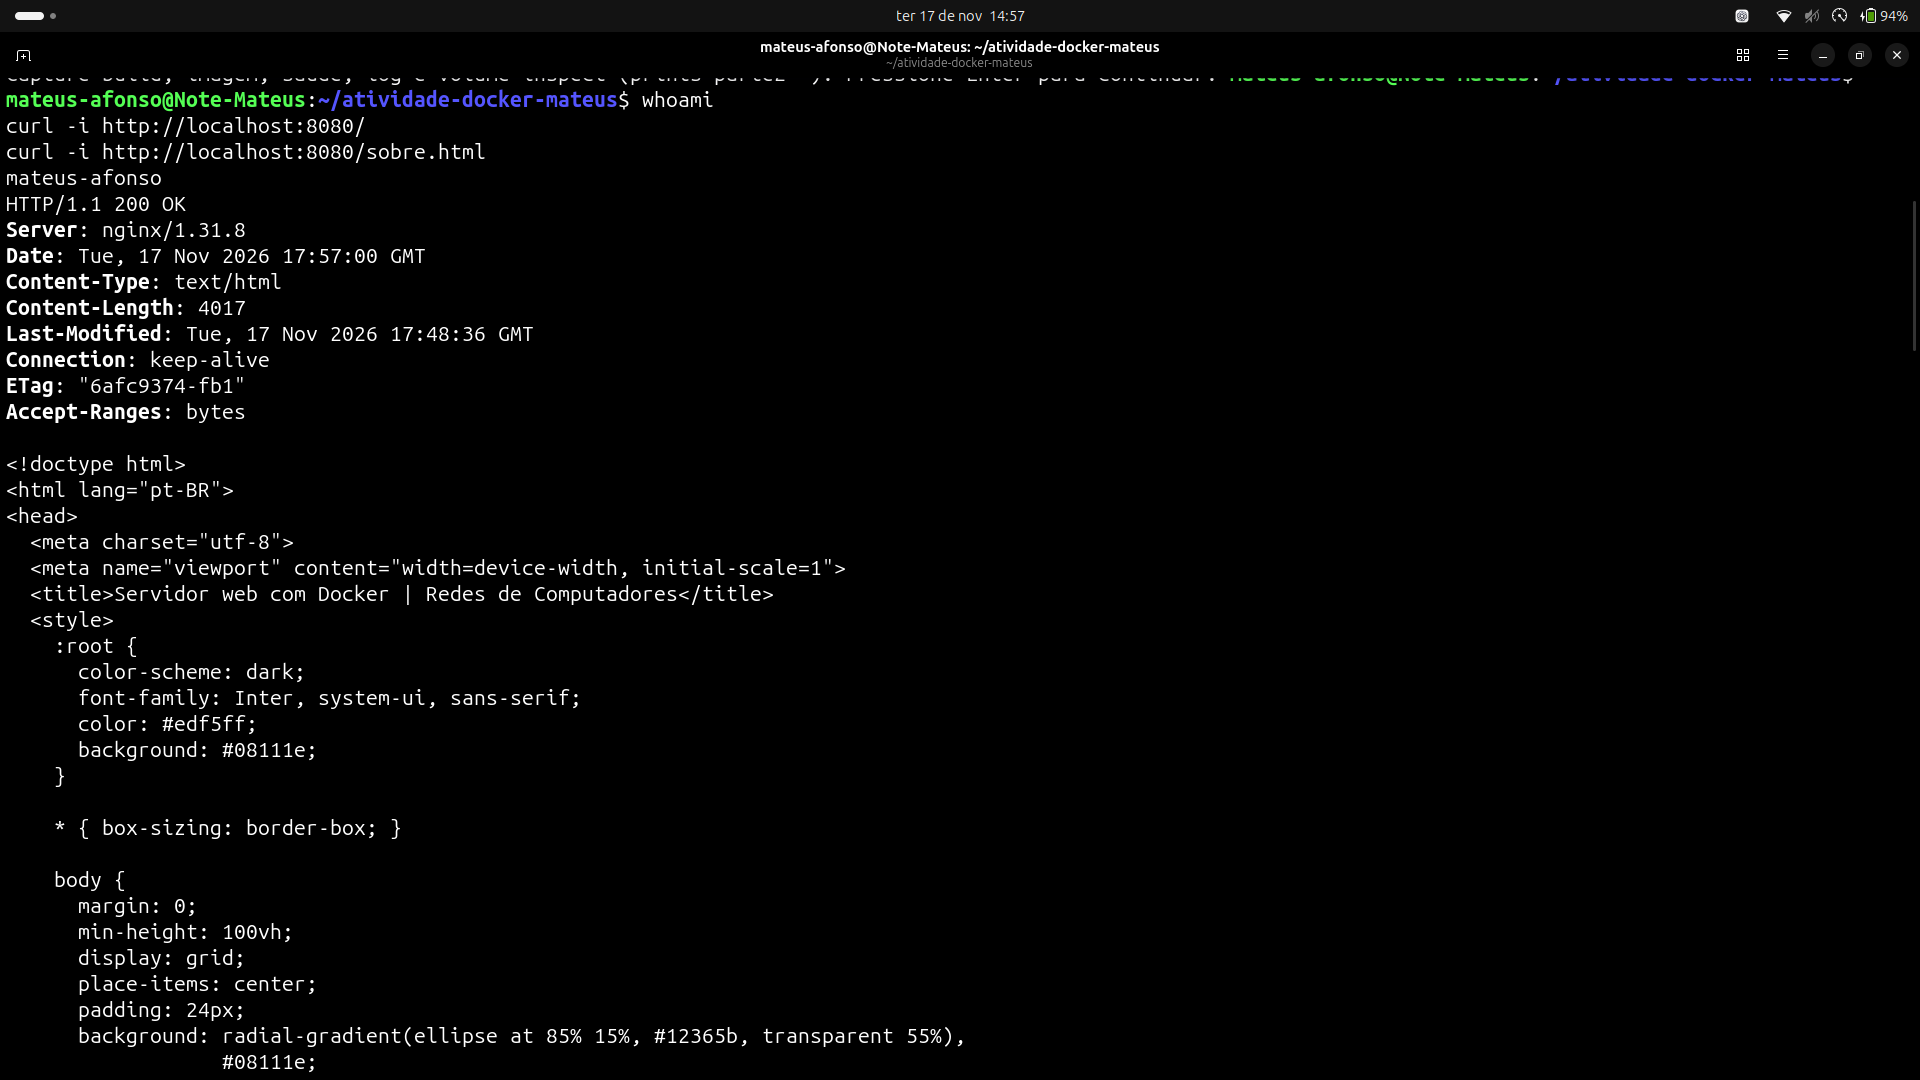 ter 17 de nov  14:57
94%
mateus-afonso@Note-Mateus: ~/atividade-docker-mateus
~/atividade-docker-mateus
mateus-afonso@Note-Mateus:~/atividade-docker-mateus$ whoami
curl -i http://localhost:8080/
curl -i http://localhost:8080/sobre.html
mateus-afonso
HTTP/1.1 200 OK
Server: nginx/1.31.8
Date: Tue, 17 Nov 2026 17:57:00 GMT
Content-Type: text/html
Content-Length: 4017
Last-Modified: Tue, 17 Nov 2026 17:48:36 GMT
Connection: keep-alive
ETag: "6afc9374-fb1"
Accept-Ranges: bytes

<!doctype html>
<html lang="pt-BR">
<head>
  <meta charset="utf-8">
  <meta name="viewport" content="width=device-width, initial-scale=1">
  <title>Servidor web com Docker | Redes de Computadores</title>
  <style>
    :root {
      color-scheme: dark;
      font-family: Inter, system-ui, sans-serif;
      color: #edf5ff;
      background: #08111e;
    }

    * { box-sizing: border-box; }

    body {
      margin: 0;
      min-height: 100vh;
      display: grid;
      place-items: center;
      padding: 24px;
      background: radial-gradient(ellipse at 85% 15%, #12365b, transparent 55%),
                  #08111e;